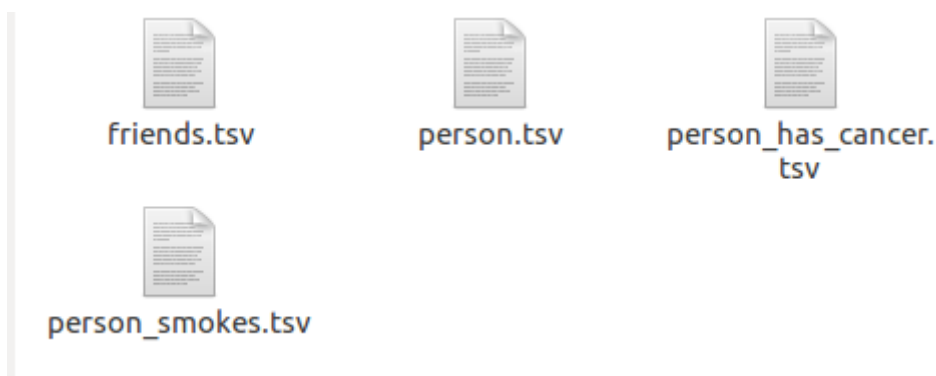 friends.tsv
person.tsv
person_has_cancer.
tsv
person_smokes.tsv